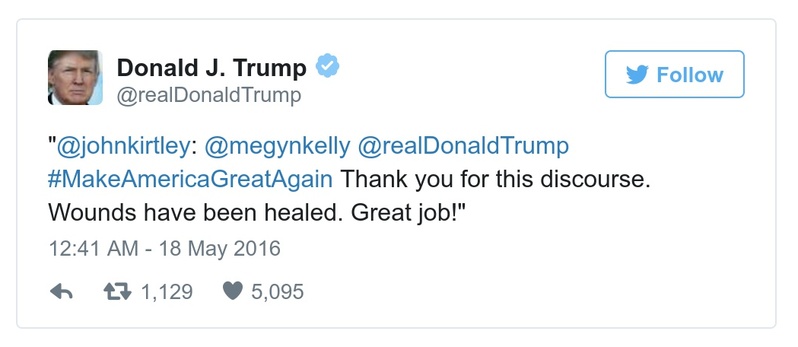 Donald J. Trump
@realDonaldTrump
Follow
"@johnkirtley: @megynkelly @realDonaldTrump
#MakeAmericaGreatAgain Thank you for this discourse.
Wounds have been healed. Great job!"
12:41 AM - 18 May 2016
1,129 5,095